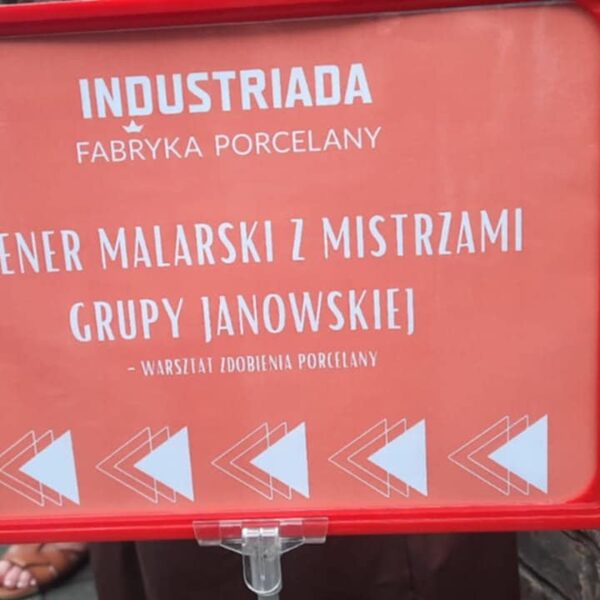 INDUSTRIADA
FABRYKA PORCELANY
ENER MALARSKI Z MISTRZAMI
GRUPY JANOWSKIEJ
- WARSZTAT ZDOBIENIA PORCELANY